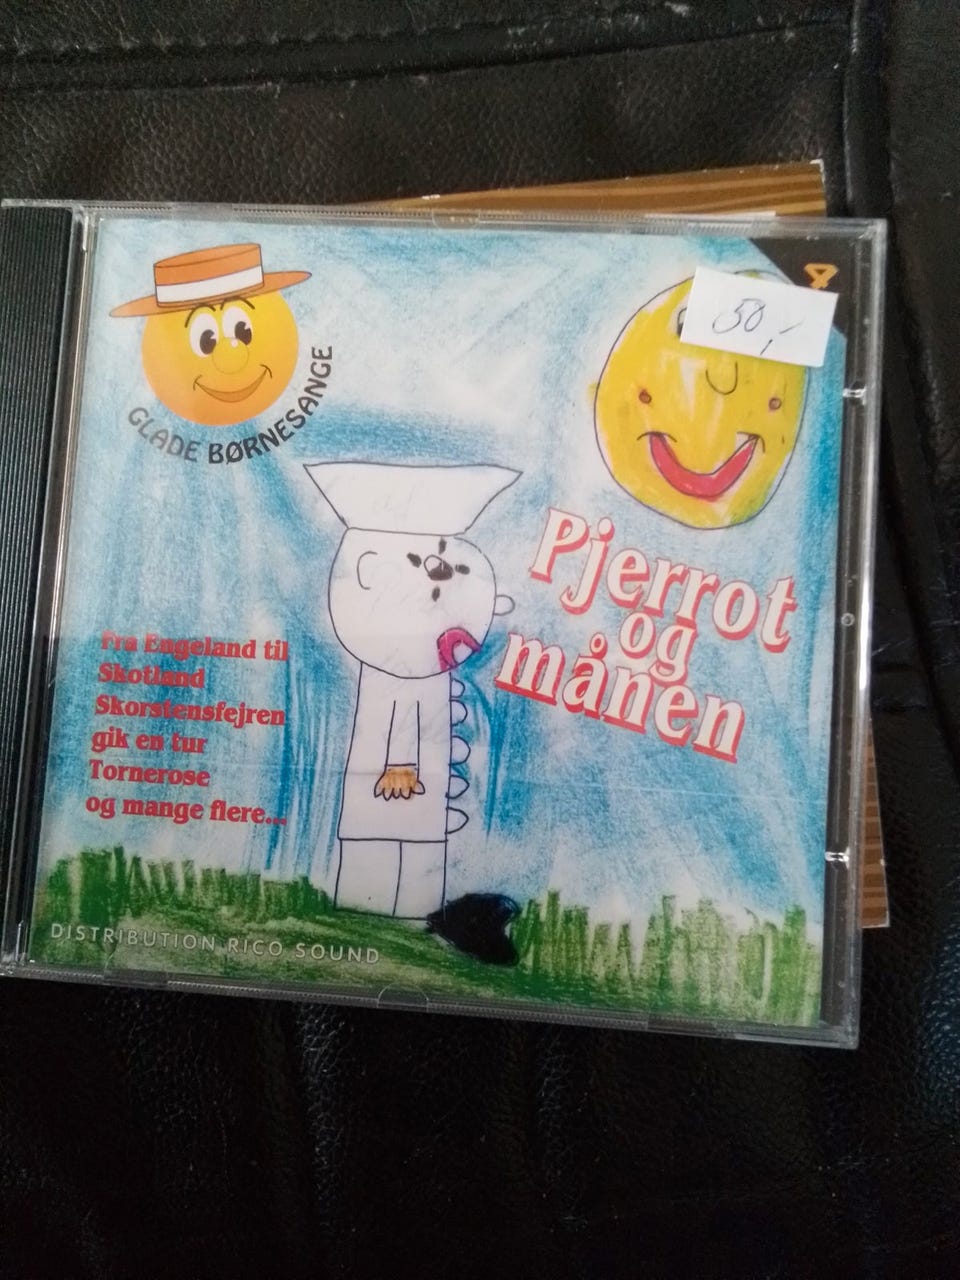 4
50,-
GLADE BØRNESANGE
Pjerrot
og
månen
Fra Engeland til
Skotland
Skorstensfejren
gik en tur
Tornerose
og mange flere...
DISTRIBUTION RICO SOUND